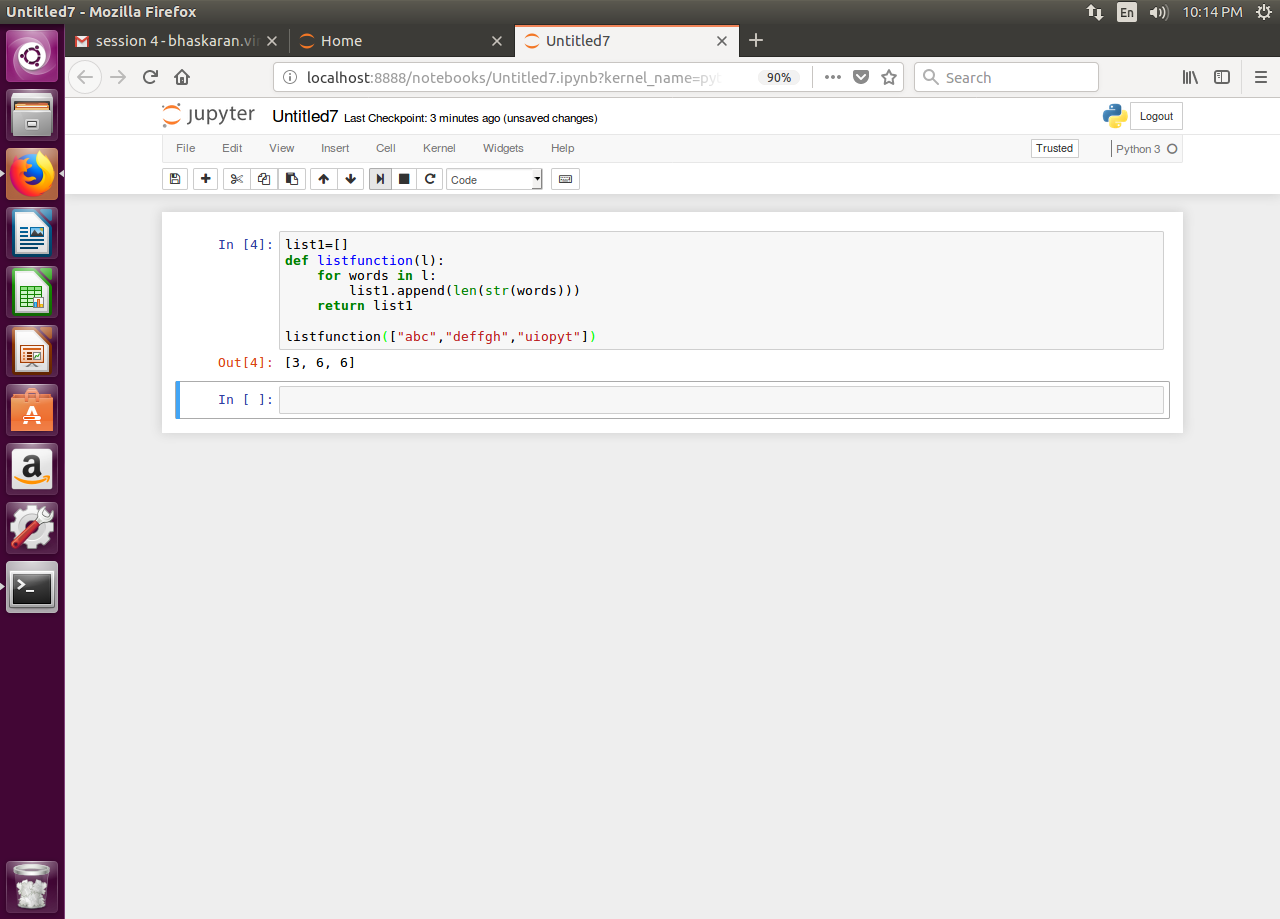 Untitled7 - Mozilla Firefox
En
10:14 PM
session 4 - bhaskaran.vi
Home
Untitled7
localhost:8888/notebooks/Untitled7.ipynb?kernel_name=pyt
90%
Search
jupyter
Untitled7 Last Checkpoint: 3 minutes ago (unsaved changes)
Logout
File Edit View Insert Cell Kernel Widgets Help
Trusted
Python 3
Code
In [4]:
list1=[]
def listfunction(l):
    for words in l:
        list1.append(len(str(words)))
    return list1
listfunction(["abc","deffgh","uiopyt"])
Out[4]: [3, 6, 6]
In [ ]: